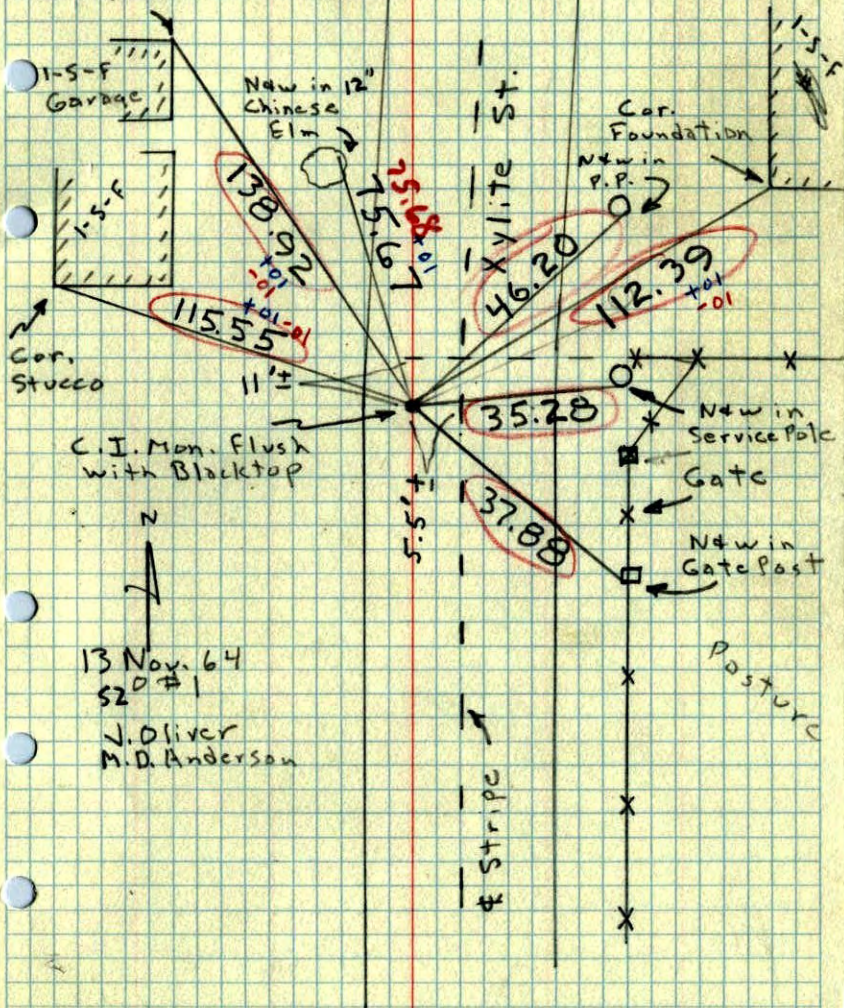 1-S-F
Garage
N&w in 12"
Chinese
Elm
Xylite St.
1-S-F
Cor.
Foundation
N&w in
P.P.
1-S-F
138.92
+01
-01
75.67
75.68
+01
46.20
112.39
+01
-01
115.55
+01 -01
Cor.
Stucco
11'±
35.28
N&w in
Service Pole
C.I. Mon. Flush
with Blacktop
5.5'±
37.88
Gate
N&w in
Gate Post
N
13 Nov. 64
52° #1
J. Oliver
M.D. Anderson
Pasture
℄ Stripe